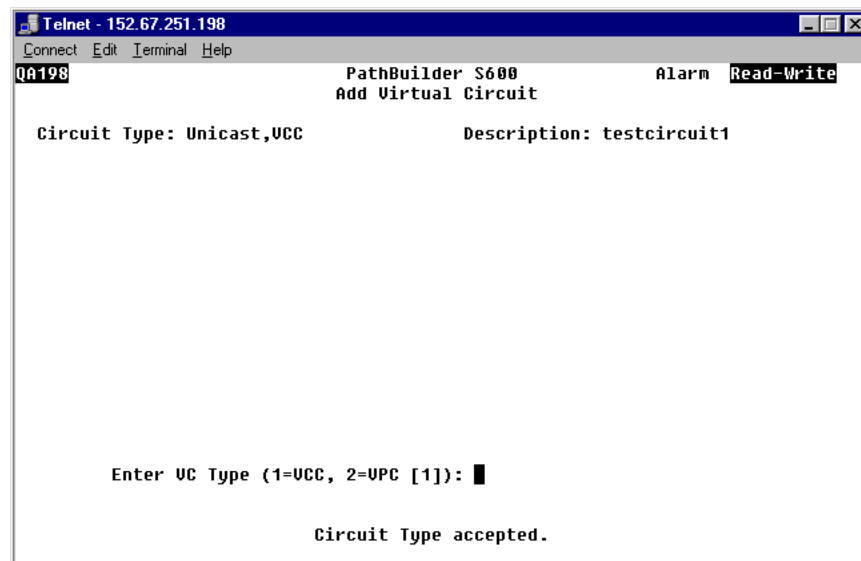 Telnet - 152.67.251.198
Connect Edit Terminal Help
QA198 PathBuilder S600 Alarm Read-Write
Add Virtual Circuit
Circuit Type: Unicast,VCC Description: testcircuit1
Enter VC Type (1=VCC, 2=VPC [1]):
Circuit Type accepted.